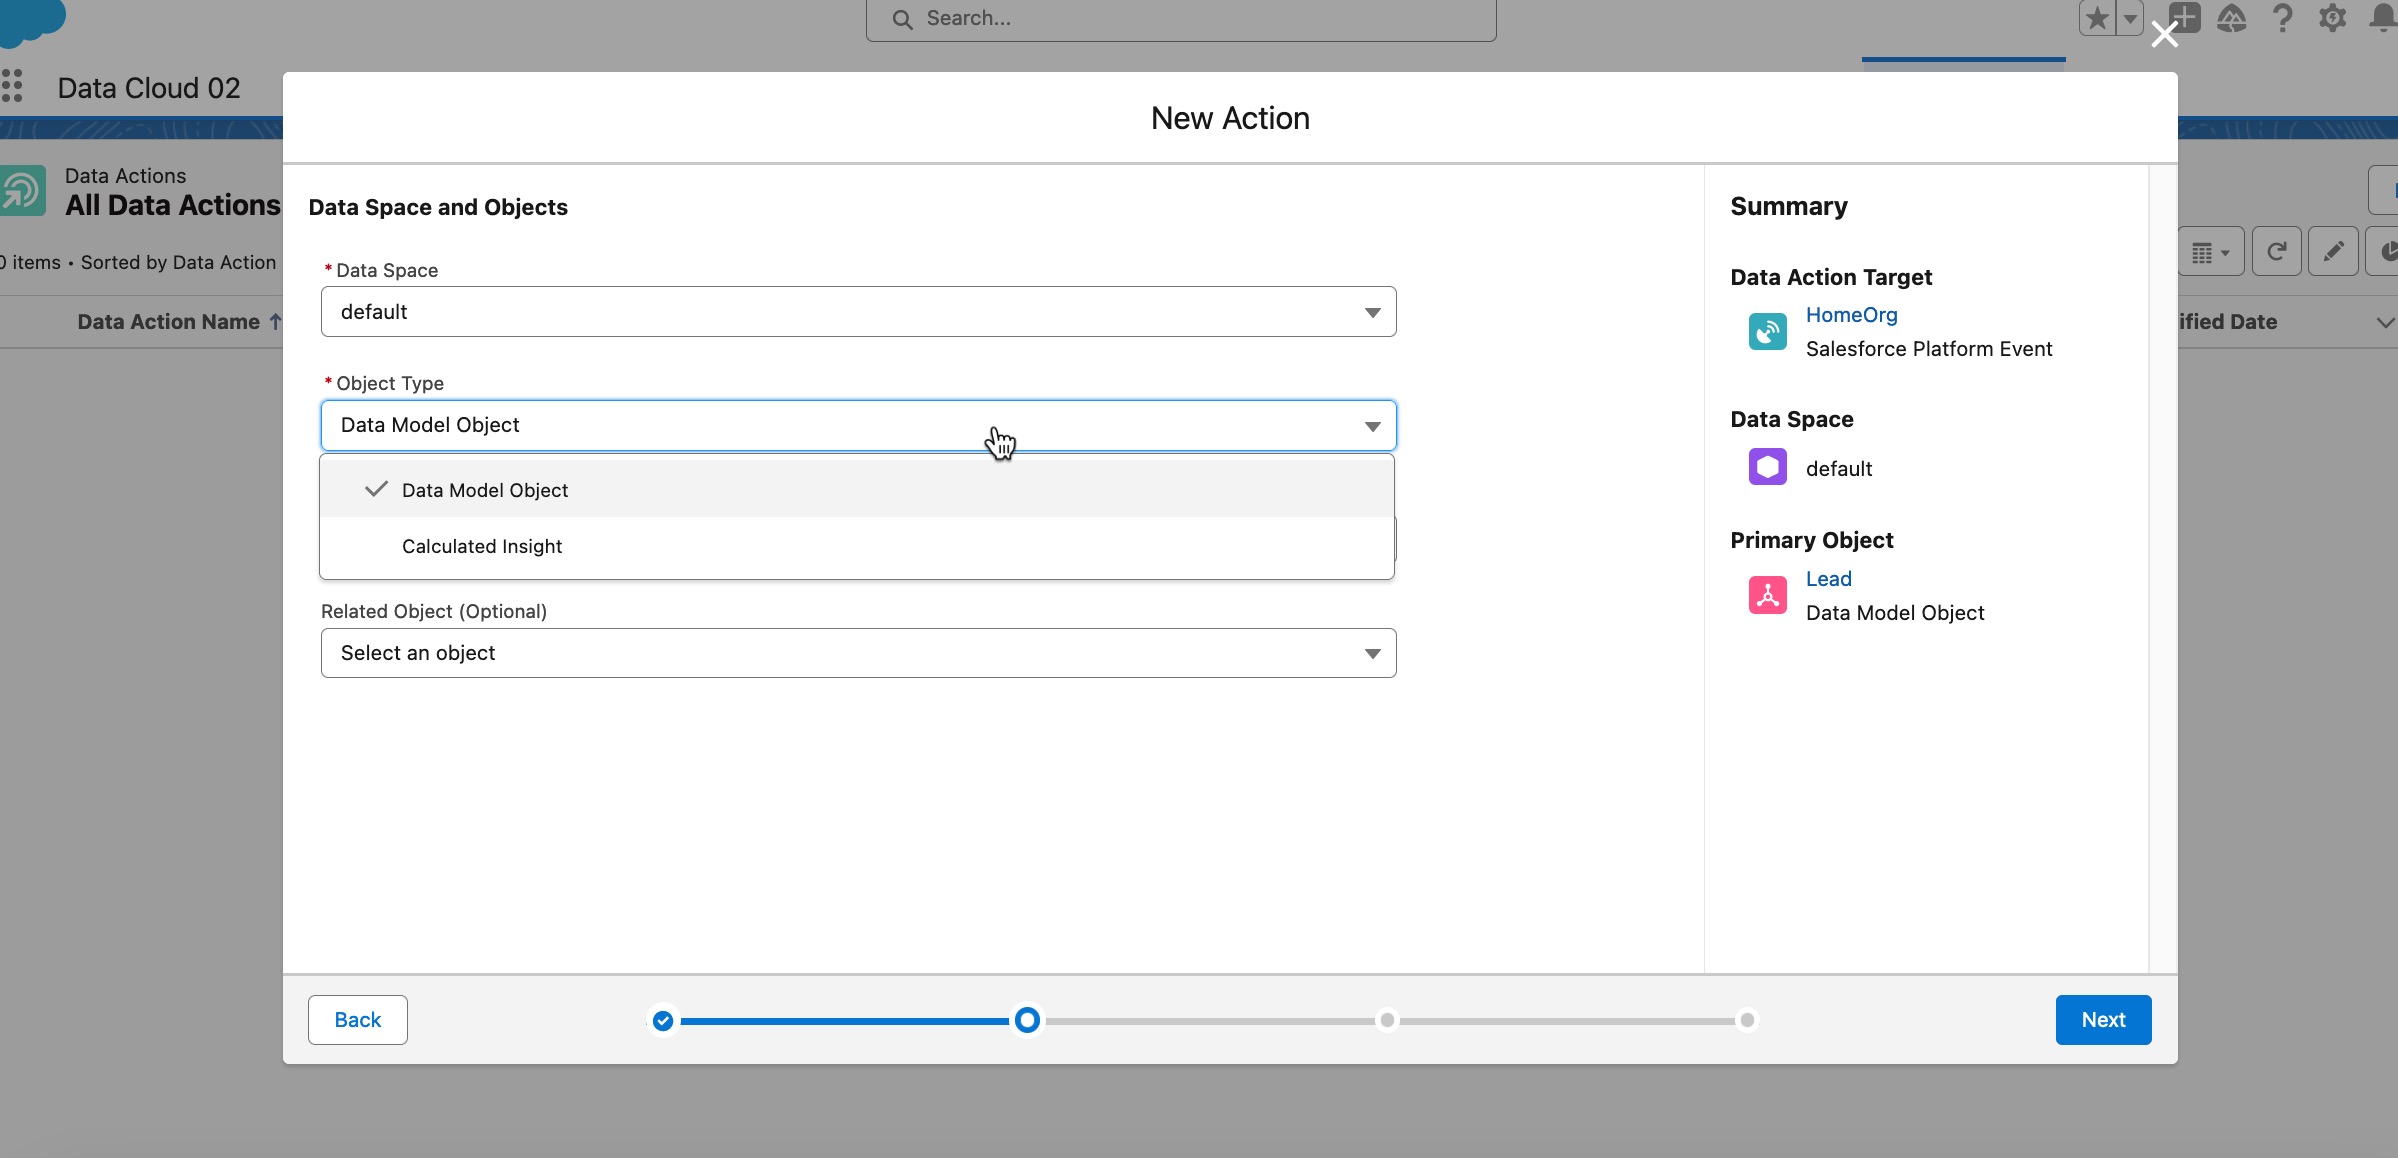 Search...
Data Cloud 02
New Action
Data Actions
All Data Actions
0 items • Sorted by Data Action
Data Action Name
ified Date
Data Space and Objects
* Data Space
default
* Object Type
Data Model Object
Data Model Object
Calculated Insight
Related Object (Optional)
Select an object
Summary
Data Action Target
HomeOrg
Salesforce Platform Event
Data Space
default
Primary Object
Lead
Data Model Object
Back
Next